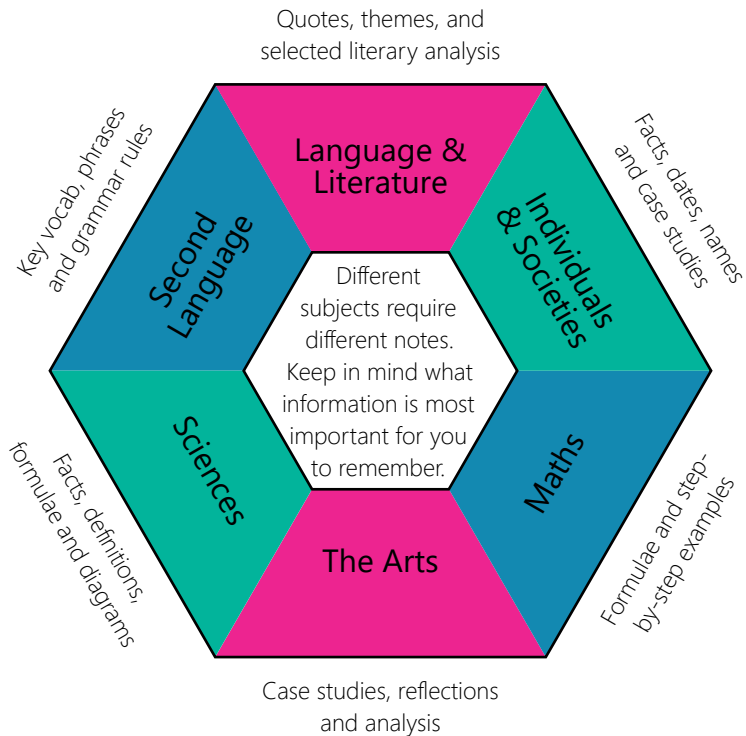 Quotes, themes, and
selected literary analysis
Language &
Literature
Facts, dates, names
and case studies
Individuals
& Societies
Formulae and step-
by-step examples
Maths
Case studies, reflections
and analysis
The Arts
Facts, definitions,
formulae and diagrams
Sciences
Key vocab, phrases
and grammar rules
Second
Language
Different
subjects require
different notes.
Keep in mind what
information is most
important for you
to remember.